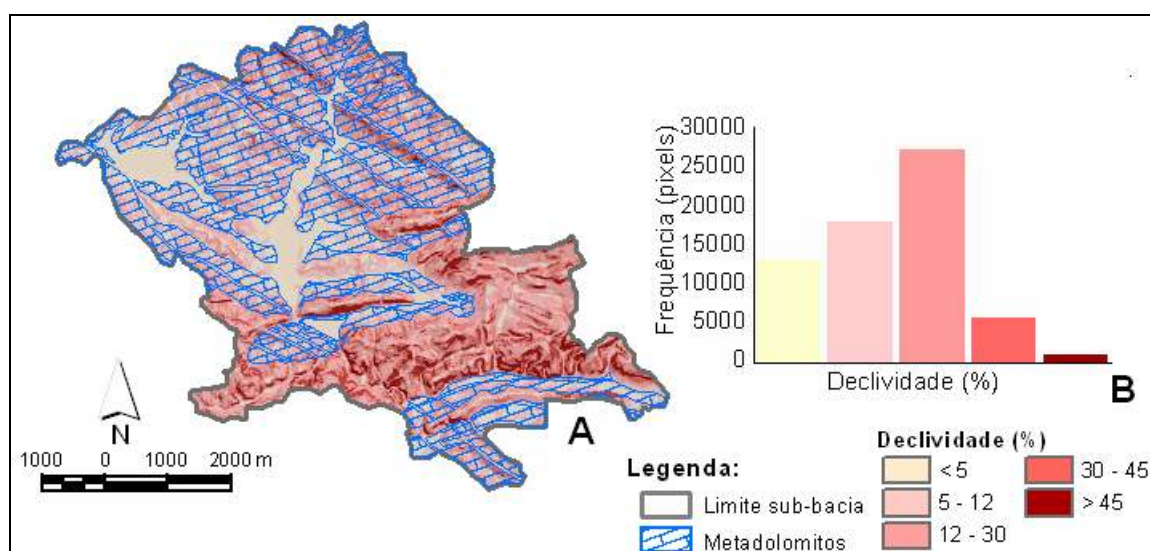 A
N
1000 0 1000 2000 m
Frequência (pixels)
30000
25000
20000
15000
10000
5000
0
Declividade (%)
B
Legenda:
Limite sub-bacia
Metadolomitos
Declividade (%)
< 5
5 - 12
12 - 30
30 - 45
> 45